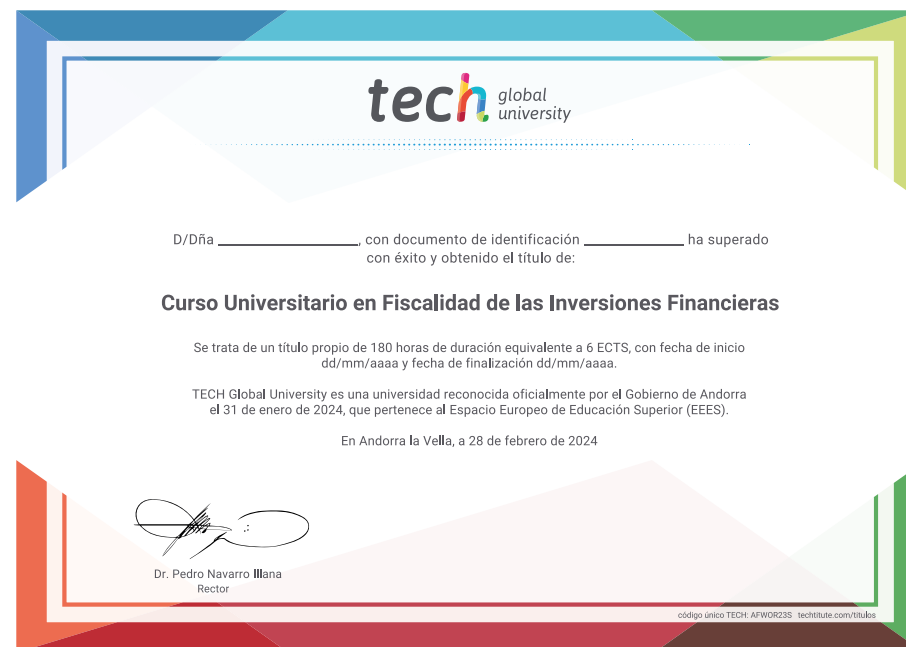 tech global university
D/Dña ____________________, con documento de identificación ______________ ha superado
con éxito y obtenido el título de:
Curso Universitario en Fiscalidad de las Inversiones Financieras
Se trata de un título propio de 180 horas de duración equivalente a 6 ECTS, con fecha de inicio
dd/mm/aaaa y fecha de finalización dd/mm/aaaa.
TECH Global University es una universidad reconocida oficialmente por el Gobierno de Andorra
el 31 de enero de 2024, que pertenece al Espacio Europeo de Educación Superior (EEES).
En Andorra la Vella, a 28 de febrero de 2024
Dr. Pedro Navarro Illana
Rector
código único TECH: AFWOR23S techtitute.com/titulos